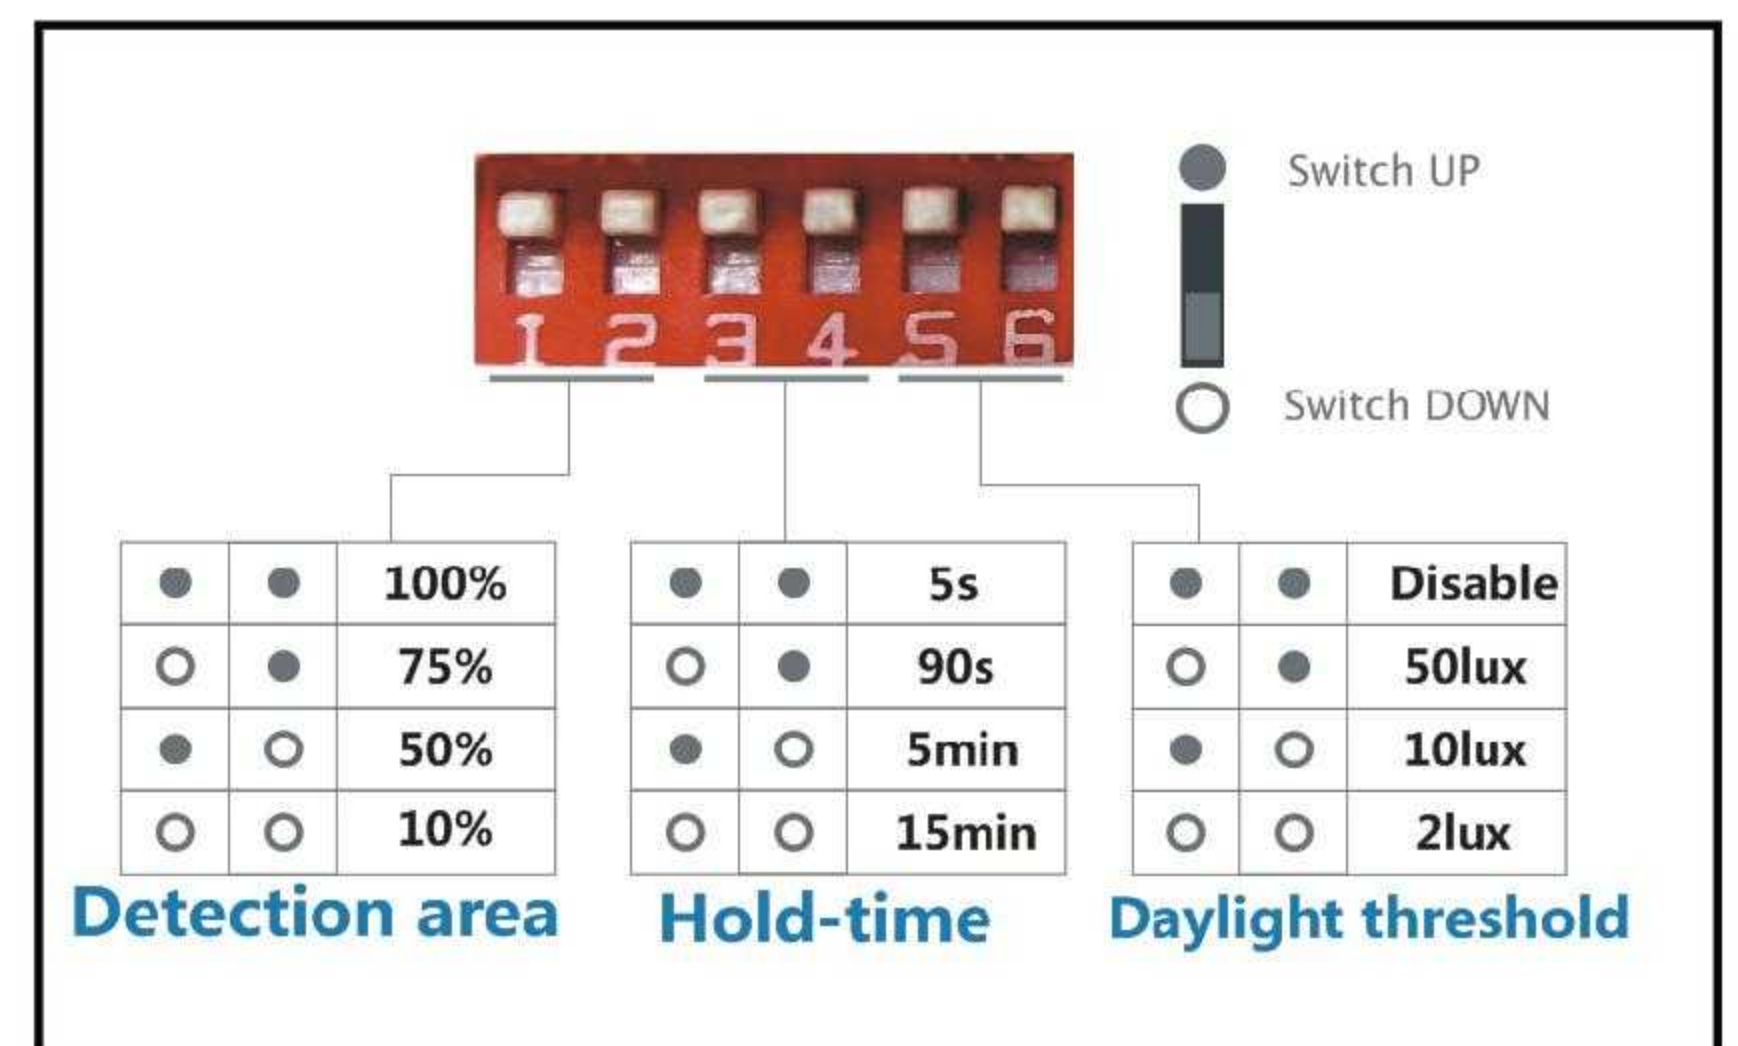 1 2 3 4 5 6
Switch UP
Switch DOWN
100%
75%
50%
10%
Detection area
5s
90s
5min
15min
Hold-time
Disable
50lux
10lux
2lux
Daylight threshold